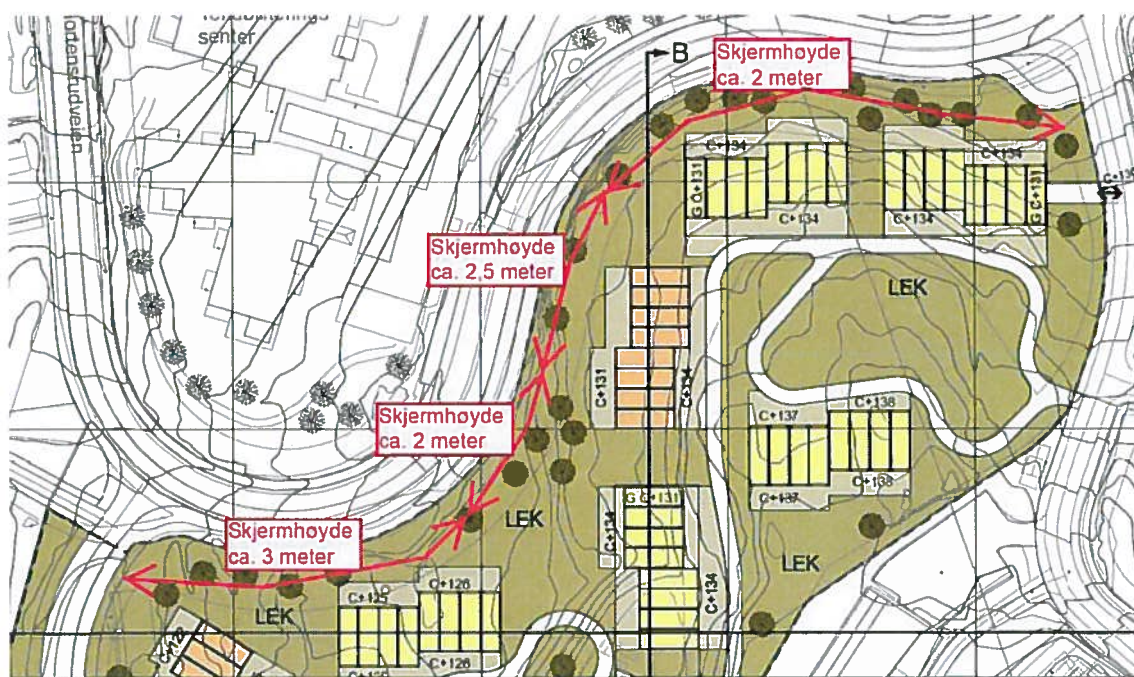 senter
B
Skjermhøyde
ca. 2 meter
C+134
C+134
G C+131
C+134
C+134
G C+131
Skjermhøyde
ca. 2,5 meter
LEK
C+131
C+134
Skjermhøyde
ca. 2 meter
C+137
C+138
C+137
C+138
G C+131
C+134
C+134
LEK
LEK
Skjermhøyde
ca. 3 meter
C+126
LEK
C+126